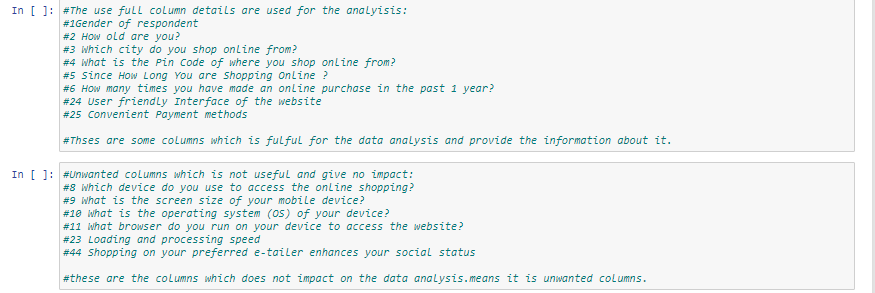 In [ ]: #The use full column details are used for the analyisis:
#1Gender of respondent
#2 How old are you?
#3 Which city do you shop online from?
#4 What is the Pin Code of where you shop online from?
#5 Since How Long You are Shopping Online ?
#6 How many times you have made an online purchase in the past 1 year?
#24 User friendly Interface of the website
#25 Convenient Payment methods
#Thses are some columns which is fulful for the data analysis and provide the information about it.
In [ ]: #Unwanted columns which is not useful and give no impact:
#8 Which device do you use to access the online shopping?
#9 What is the screen size of your mobile device?
#10 What is the operating system (OS) of your device?
#11 What browser do you run on your device to access the website?
#23 Loading and processing speed
#44 Shopping on your preferred e-tailer enhances your social status
#these are the columns which does not impact on the data analysis.means it is unwanted columns.